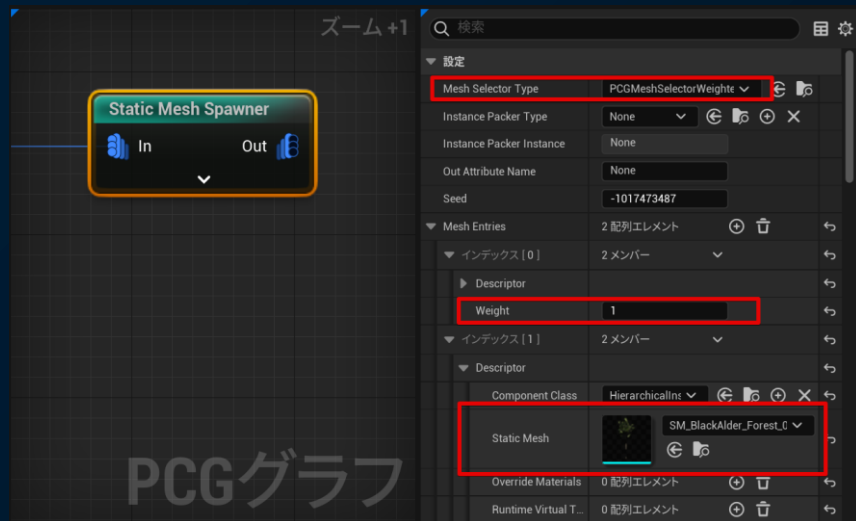 ズーム +1
Static Mesh Spawner
In
Out
PCGグラフ
検索
設定
Mesh Selector Type
PCGMeshSelectorWeighte
Instance Packer Type
None
Instance Packer Instance
None
Out Attribute Name
None
Seed
-1017473487
Mesh Entries
2 配列エレメント
インデックス [ 0 ]
2 メンバー
Descriptor
Weight
1
インデックス [ 1 ]
2 メンバー
Descriptor
Component Class
HierarchicalIns
Static Mesh
SM_BlackAlder_Forest_0
Override Materials
0 配列エレメント
Runtime Virtual T...
0 配列エレメント